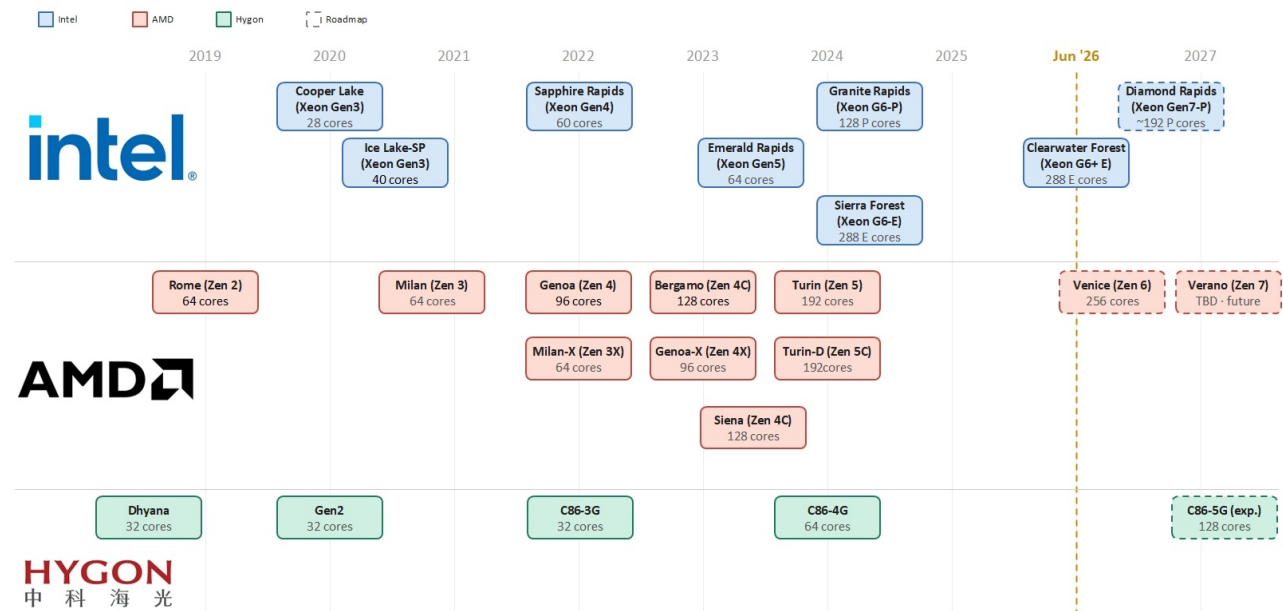 Intel
AMD
Hygon
Roadmap
2019
2020
2021
2022
2023
2024
2025
Jun '26
2027
intel®
Cooper Lake
(Xeon Gen3)
28 cores
Sapphire Rapids
(Xeon Gen4)
60 cores
Granite Rapids
(Xeon G6-P)
128 P cores
Diamond Rapids
(Xeon Gen7-P)
~192 P cores
Ice Lake-SP
(Xeon Gen3)
40 cores
Emerald Rapids
(Xeon Gen5)
64 cores
Clearwater Forest
(Xeon G6+ E)
288 E cores
Sierra Forest
(Xeon G6-E)
288 E cores
AMD
Rome (Zen 2)
64 cores
Milan (Zen 3)
64 cores
Genoa (Zen 4)
96 cores
Bergamo (Zen 4C)
128 cores
Turin (Zen 5)
192 cores
Venice (Zen 6)
256 cores
Verano (Zen 7)
TBD · future
Milan-X (Zen 3X)
64 cores
Genoa-X (Zen 4X)
96 cores
Turin-D (Zen 5C)
192cores
Siena (Zen 4C)
128 cores
Dhyana
32 cores
Gen2
32 cores
C86-3G
32 cores
C86-4G
64 cores
C86-5G (exp.)
128 cores
HYGON
中科海光